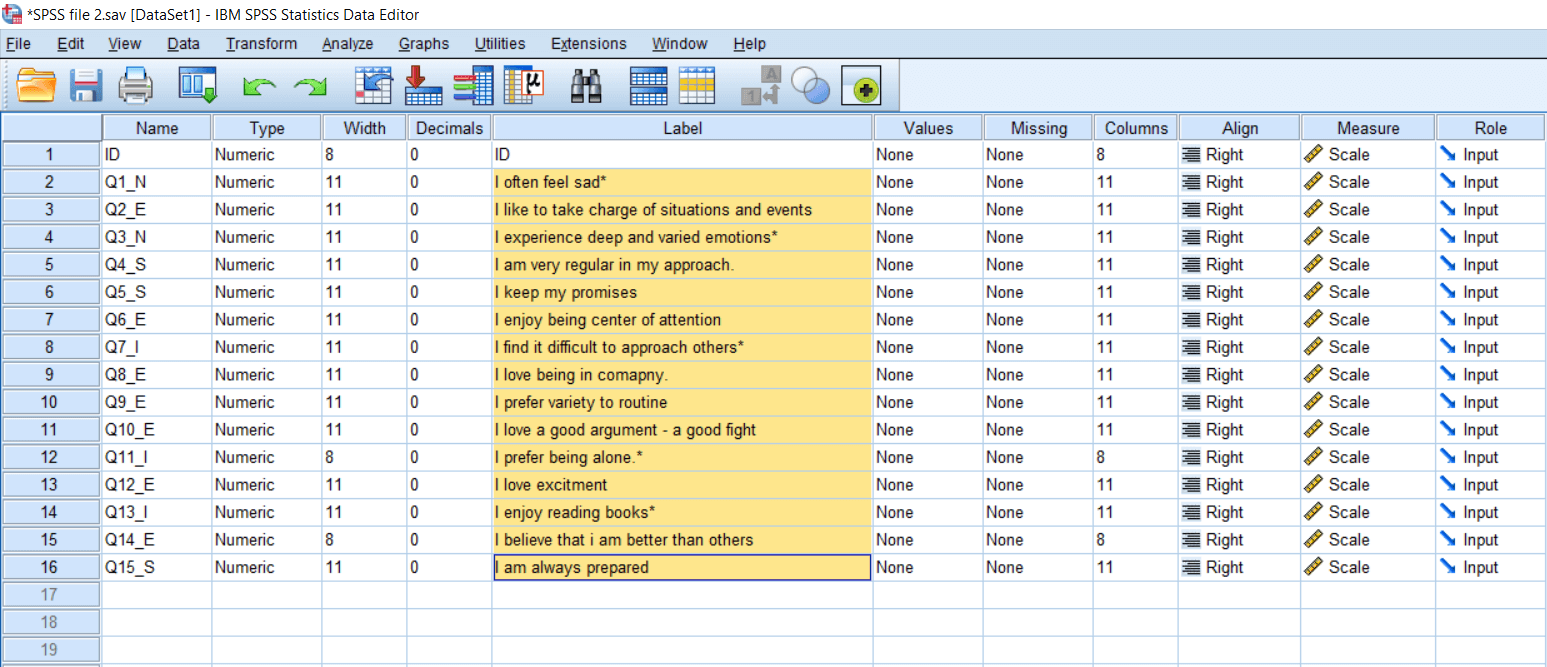 *SPSS file 2.sav [DataSet1] - IBM SPSS Statistics Data Editor
File Edit View Data Transform Analyze Graphs Utilities Extensions Window Help
μ A 1
Name Type Width Decimals Label Values Missing Columns Align Measure Role
1 ID Numeric 8 0 ID None None 8 Right Scale Input
2 Q1_N Numeric 11 0 I often feel sad* None None 11 Right Scale Input
3 Q2_E Numeric 11 0 I like to take charge of situations and events None None 11 Right Scale Input
4 Q3_N Numeric 11 0 I experience deep and varied emotions* None None 11 Right Scale Input
5 Q4_S Numeric 11 0 I am very regular in my approach. None None 11 Right Scale Input
6 Q5_S Numeric 11 0 I keep my promises None None 11 Right Scale Input
7 Q6_E Numeric 11 0 I enjoy being center of attention None None 11 Right Scale Input
8 Q7_I Numeric 11 0 I find it difficult to approach others* None None 11 Right Scale Input
9 Q8_E Numeric 11 0 I love being in comapny. None None 11 Right Scale Input
10 Q9_E Numeric 11 0 I prefer variety to routine None None 11 Right Scale Input
11 Q10_E Numeric 11 0 I love a good argument - a good fight None None 11 Right Scale Input
12 Q11_I Numeric 8 0 I prefer being alone.* None None 8 Right Scale Input
13 Q12_E Numeric 11 0 I love excitment None None 11 Right Scale Input
14 Q13_I Numeric 11 0 I enjoy reading books* None None 11 Right Scale Input
15 Q14_E Numeric 8 0 I believe that i am better than others None None 8 Right Scale Input
16 Q15_S Numeric 11 0 I am always prepared None None 11 Right Scale Input
17
18
19